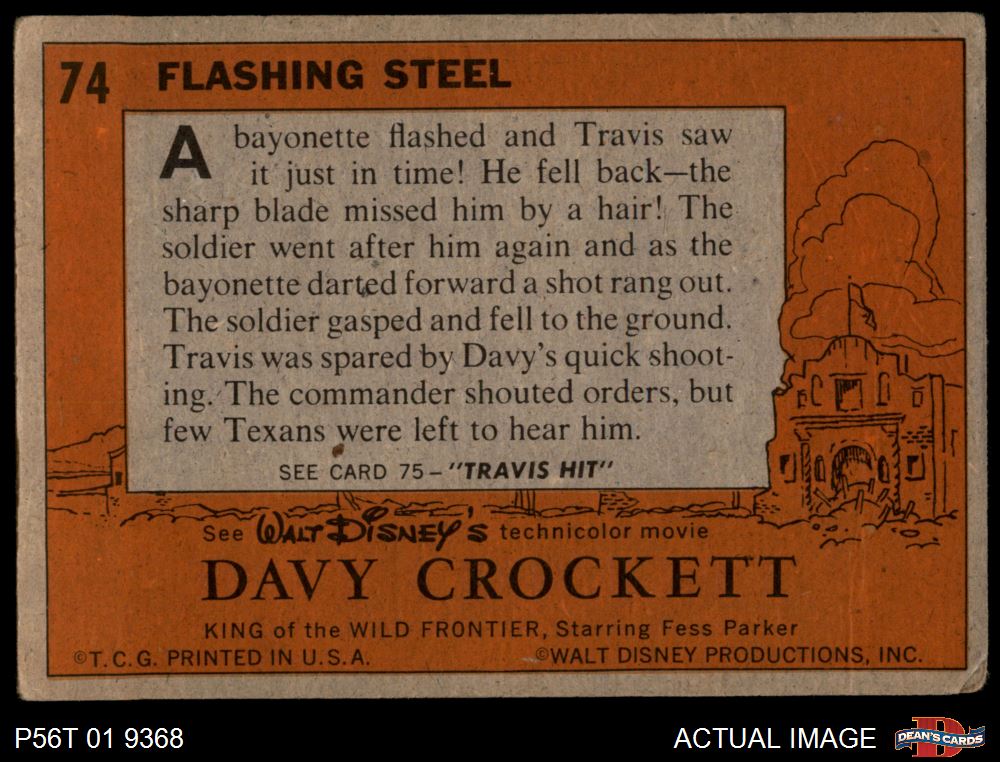 74 FLASHING STEEL
A bayonette flashed and Travis saw
it just in time! He fell back—the
sharp blade missed him by a hair! The
soldier went after him again and as the
bayonette darted forward a shot rang out.
The soldier gasped and fell to the ground.
Travis was spared by Davy's quick shoot-
ing. The commander shouted orders, but
few Texans were left to hear him.
SEE CARD 75—"TRAVIS HIT"
See WALT DISNEY'S technicolor movie
DAVY CROCKETT
KING of the WILD FRONTIER, Starring Fess Parker
©T.C.G. PRINTED IN U.S.A. ©WALT DISNEY PRODUCTIONS, INC.
P56T 01 9368 ACTUAL IMAGE D DEAN'S CARDS